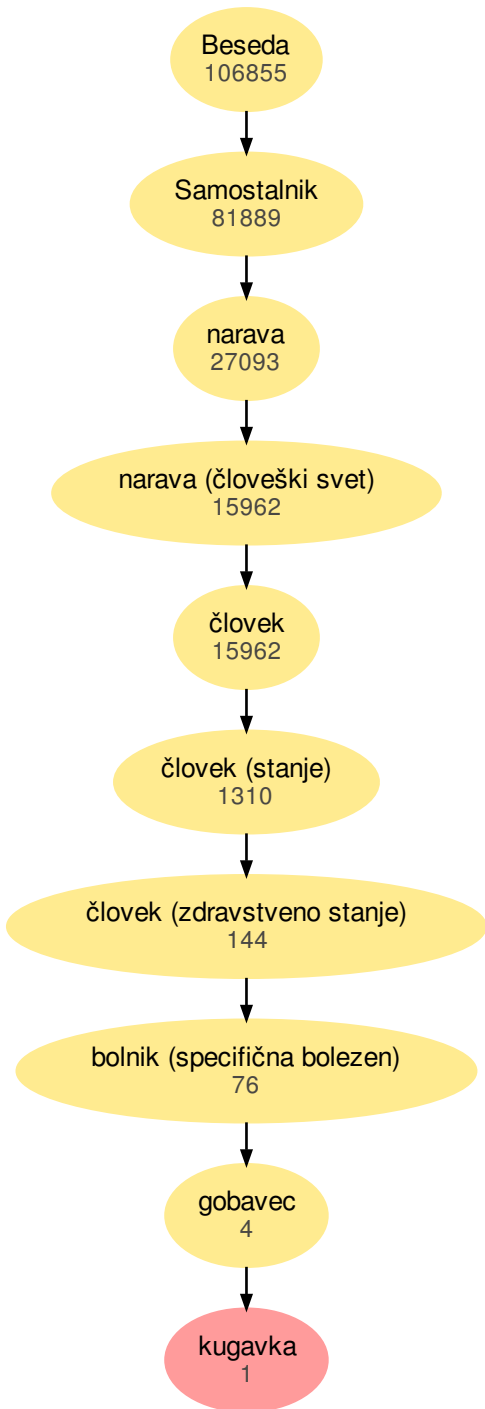 Beseda
106855
Samostalnik
81889
narava
27093
narava (človeški svet)
15962
človek
15962
človek (stanje)
1310
človek (zdravstveno stanje)
144
bolnik (specifična bolezen)
76
gobavec
4
kugavka
1